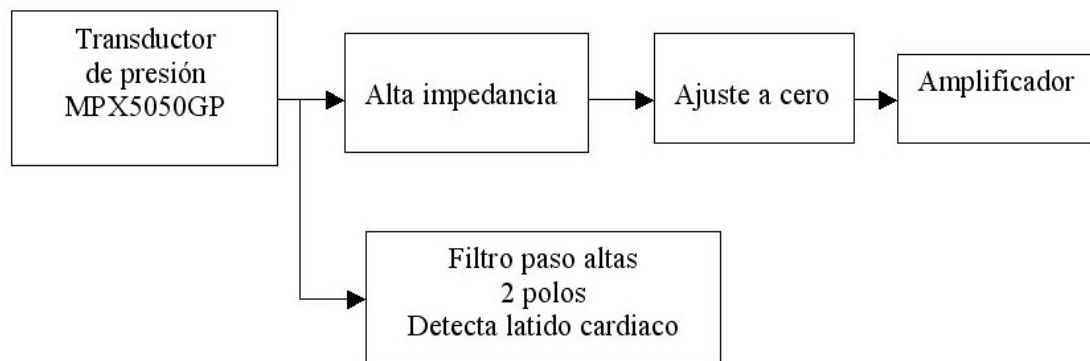 Transductor
de presión
MPX5050GP
Alta impedancia
Ajuste a cero
Amplificador
Filtro paso altas
2 polos
Detecta latido cardiaco